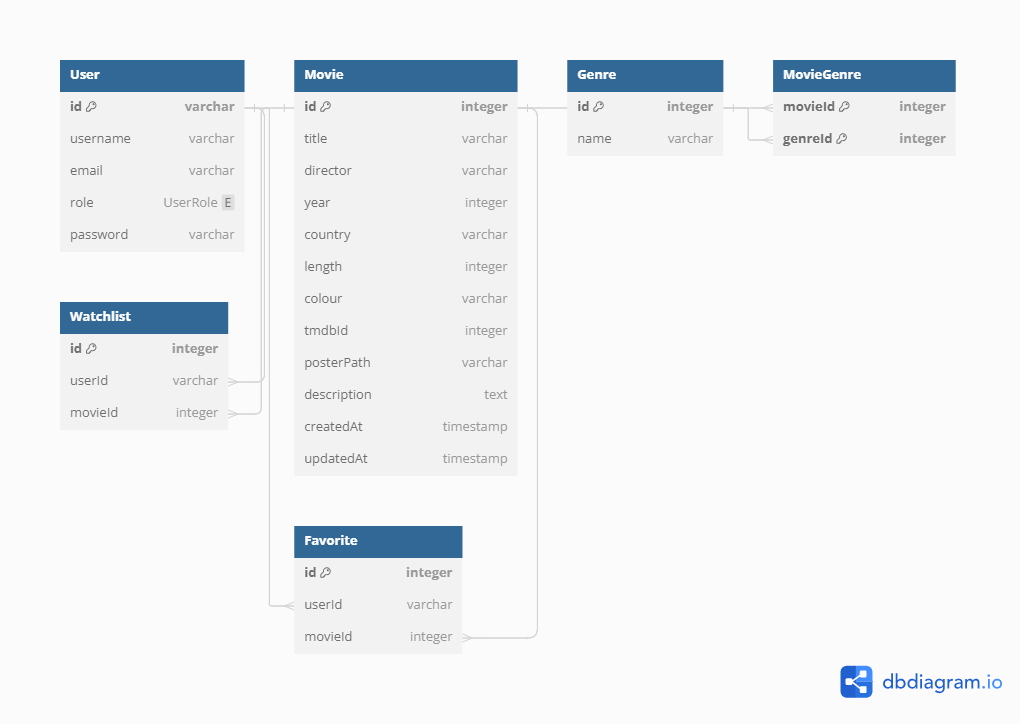 User
id varchar
username varchar
email varchar
role UserRole E
password varchar
Watchlist
id integer
userId varchar
movieId integer
Movie
id integer
title varchar
director varchar
year integer
country varchar
length integer
colour varchar
tmdbId integer
posterPath varchar
description text
createdAt timestamp
updatedAt timestamp
Favorite
id integer
userId varchar
movieId integer
Genre
id integer
name varchar
MovieGenre
movieId integer
genreId integer
dbdiagram.io